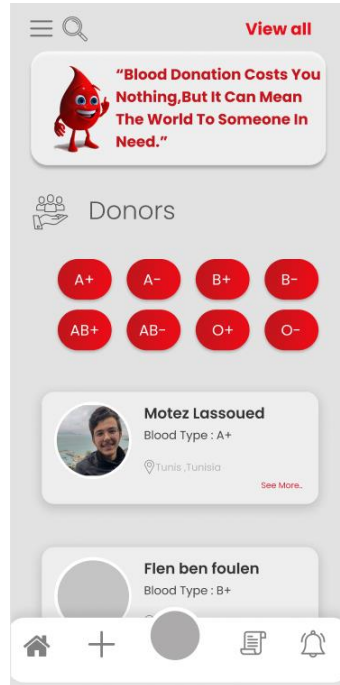 View all
“Blood Donation Costs You
Nothing,But It Can Mean
The World To Someone In
Need.”
Donors
A+ A- B+ B-
AB+ AB- O+ O-
Motez Lassoued
Blood Type : A+
Tunis ,Tunisia
See More..
Flen ben foulen
Blood Type : B+